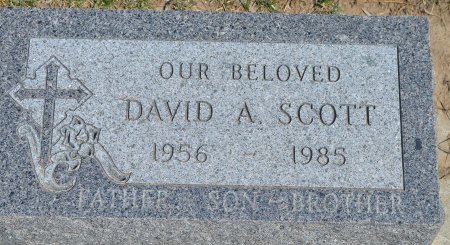 OUR BELOVED
DAVID A. SCOTT
1956 - 1985
FATHER - SON - BROTHER